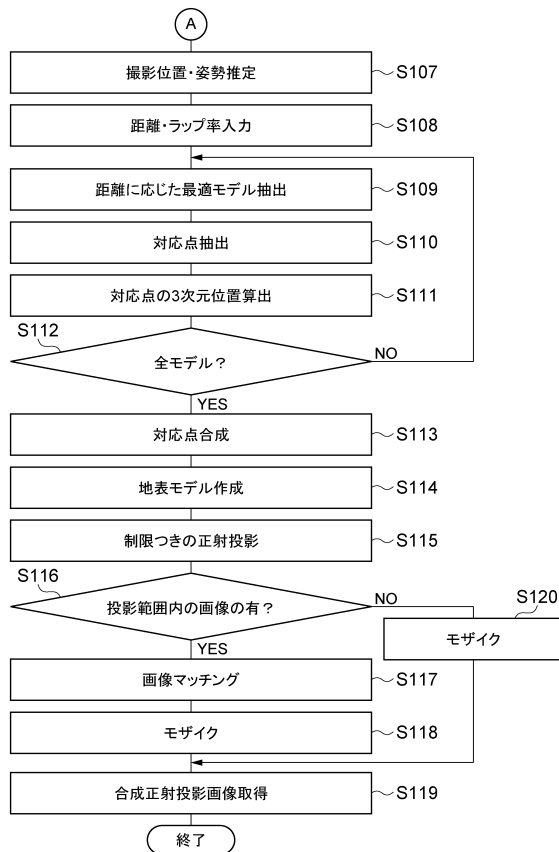 A
撮影位置・姿勢推定
S107
距離・ラップ率入力
S108
距離に応じた最適モデル抽出
S109
対応点抽出
S110
対応点の3次元位置算出
S111
S112
全モデル？
NO
YES
対応点合成
S113
地表モデル作成
S114
制限つきの正射投影
S115
S116
投影範囲内の画像の有？
NO
S120
モザイク
YES
画像マッチング
S117
モザイク
S118
合成正射投影画像取得
S119
終了